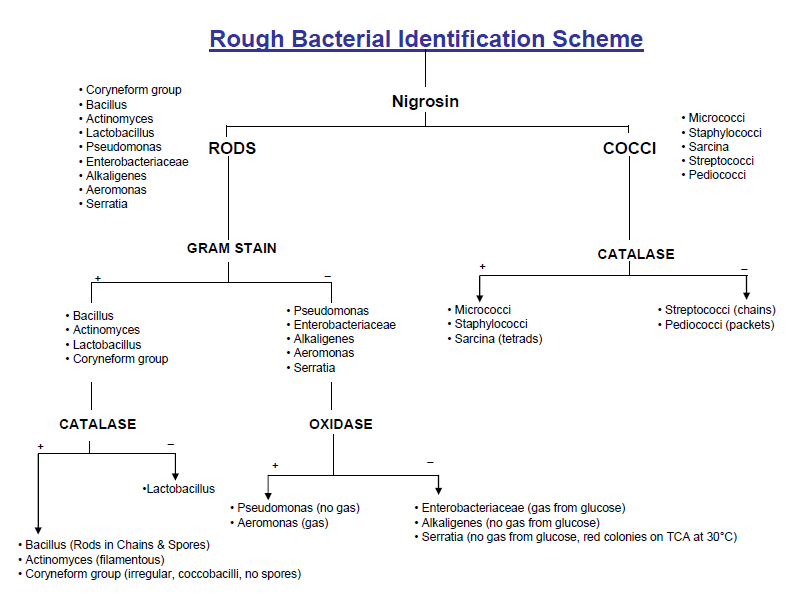 Rough Bacterial Identification Scheme
Nigrosin
• Coryneform group
• Bacillus
• Actinomyces
• Lactobacillus
• Pseudomonas
• Enterobacteriaceae
• Alkaligenes
• Aeromonas
• Serratia
RODS
COCCI
• Micrococci
• Staphylococci
• Sarcina
• Streptococci
• Pediococci
GRAM STAIN
+
–
• Bacillus
• Actinomyces
• Lactobacillus
• Coryneform group
• Pseudomonas
• Enterobacteriaceae
• Alkaligenes
• Aeromonas
• Serratia
CATALASE
+
–
• Micrococci
• Staphylococci
• Sarcina (tetrads)
• Streptococci (chains)
• Pediococci (packets)
CATALASE
+
–
•Lactobacillus
• Bacillus (Rods in Chains & Spores)
• Actinomyces (filamentous)
• Coryneform group (irregular, coccobacilli, no spores)
OXIDASE
+
–
• Pseudomonas (no gas)
• Aeromonas (gas)
• Enterobacteriaceae (gas from glucose)
• Alkaligenes (no gas from glucose)
• Serratia (no gas from glucose, red colonies on TCA at 30°C)